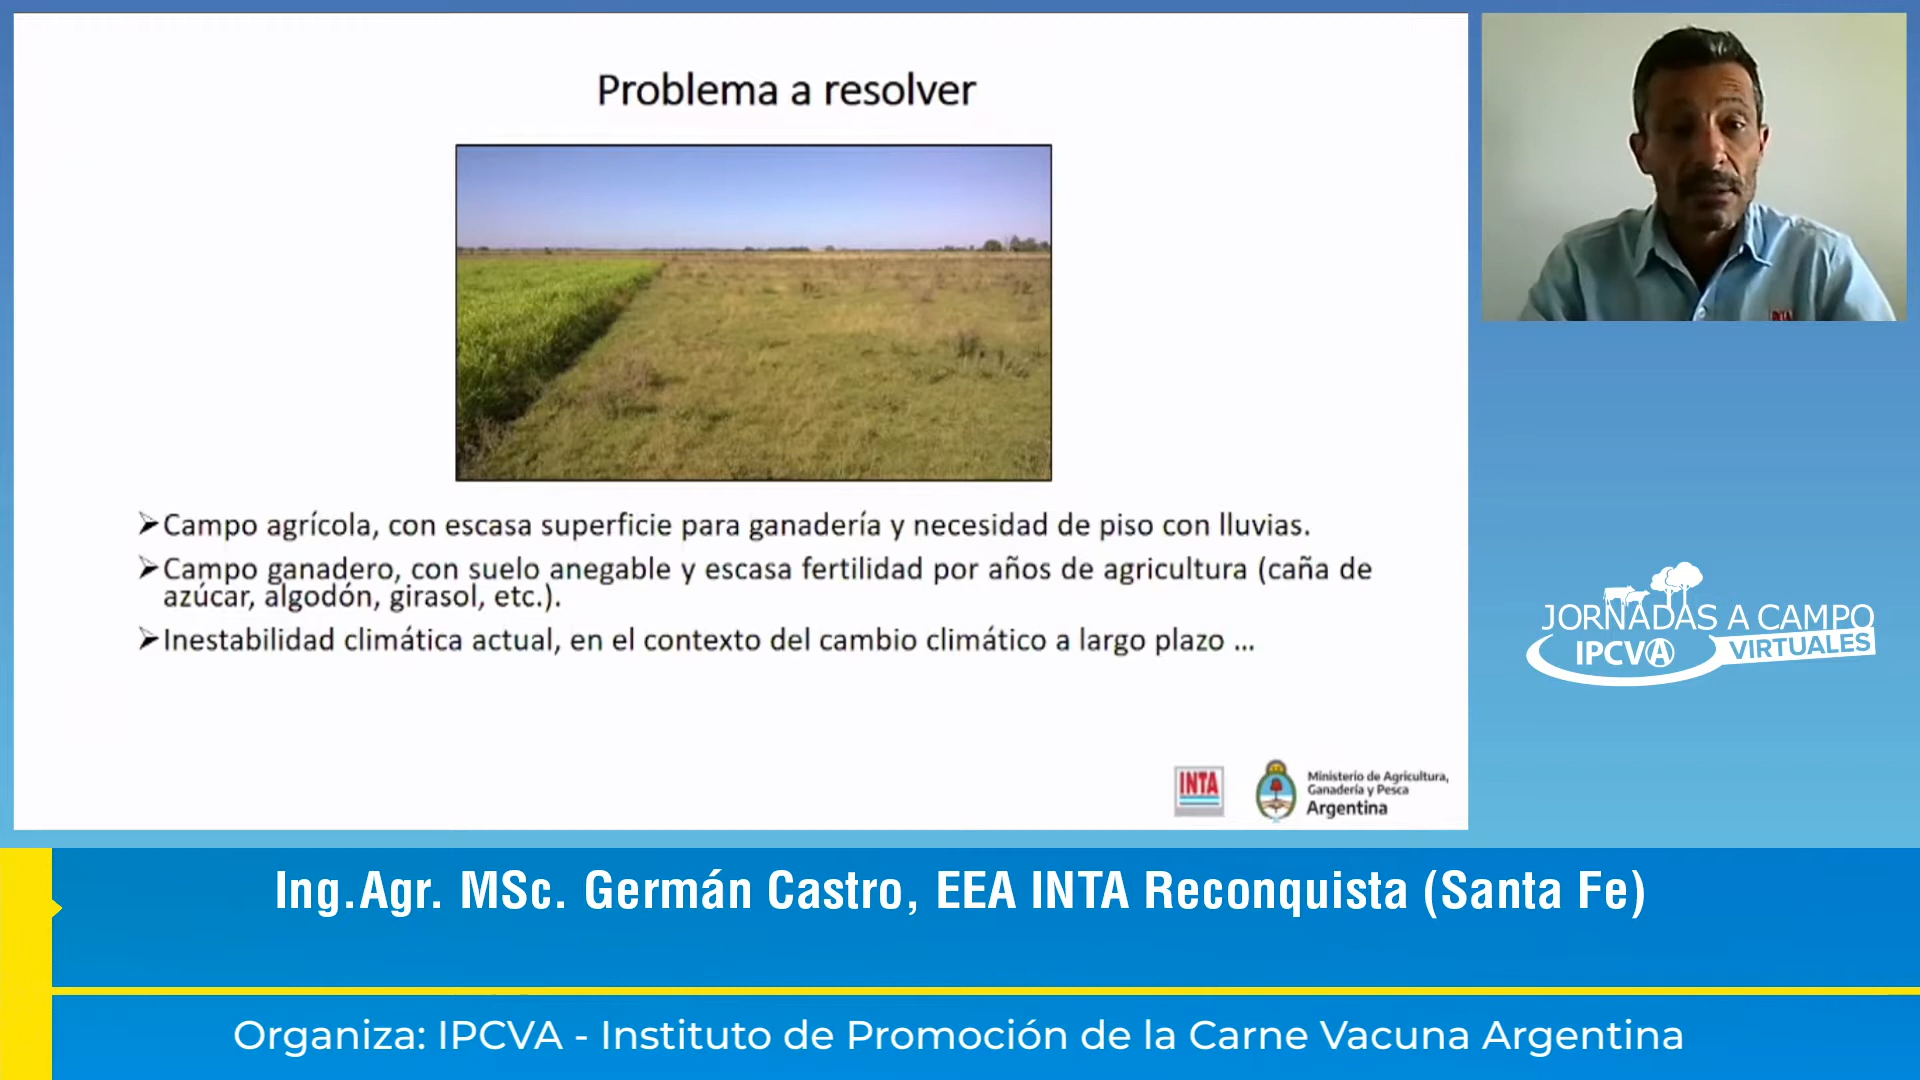 Problema a resolver
➢Campo agrícola, con escasa superficie para ganadería y necesidad de piso con lluvias.
➢Campo ganadero, con suelo anegable y escasa fertilidad por años de agricultura (caña de
azúcar, algodón, girasol, etc.).
➢Inestabilidad climática actual, en el contexto del cambio climático a largo plazo ...
INTA
Ministerio de Agricultura,
Ganadería y Pesca
Argentina
INTA
JORNADAS A CAMPO
IPCVA
VIRTUALES
Ing.Agr. MSc. Germán Castro, EEA INTA Reconquista (Santa Fe)
Organiza: IPCVA - Instituto de Promoción de la Carne Vacuna Argentina